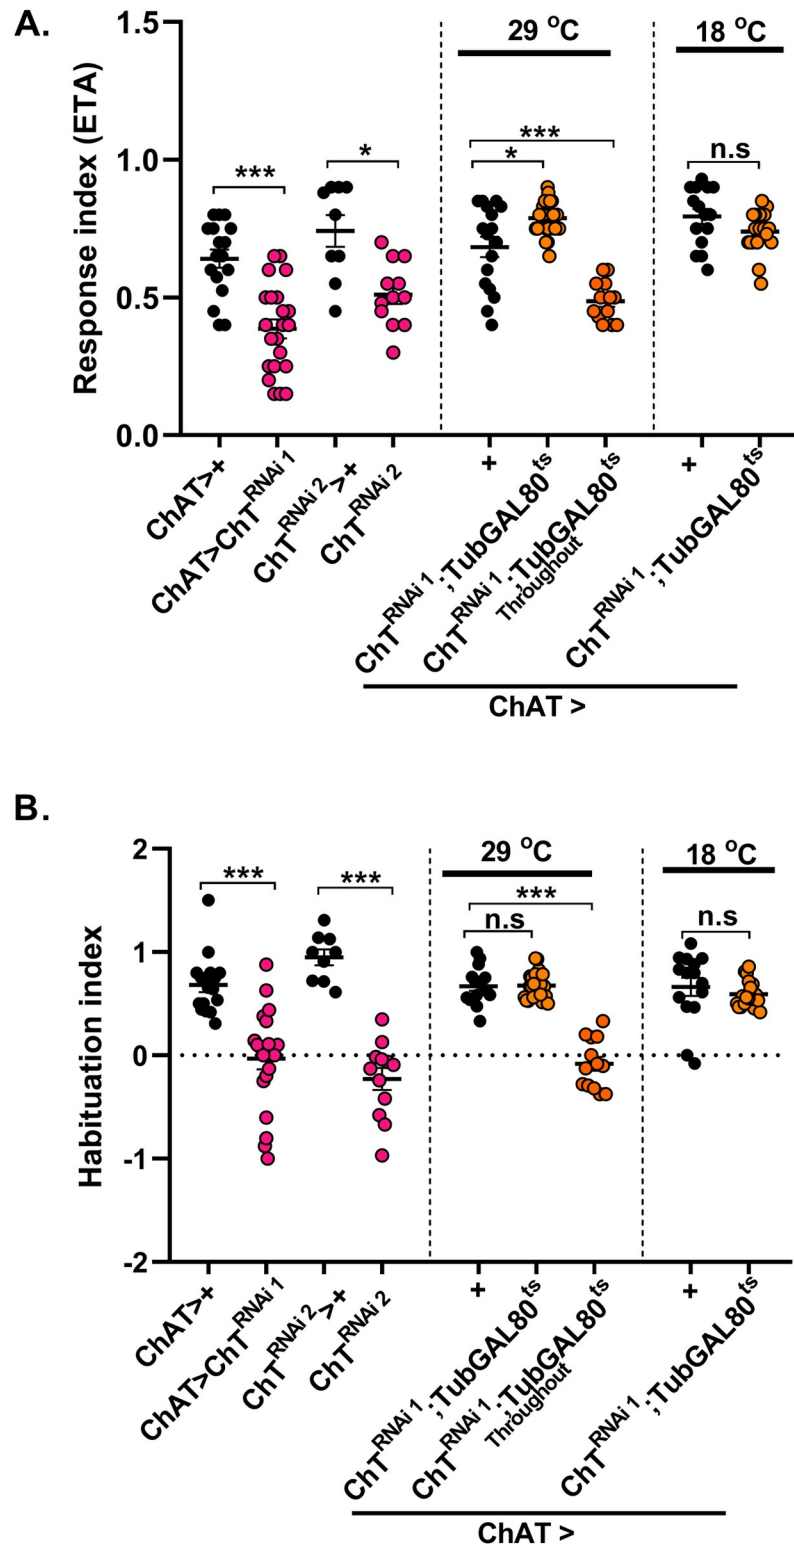 A.
29 °C
18 °C
1.5
1.0
0.5
0.0
Response index (ETA)
***
*
***
*
n.s
ChAT>+
ChAT>ChT^RNAi 1
ChT^RNAi 2>+
ChT^RNAi 2
+
ChT^RNAi 1;TubGAL80^ts
ChT^RNAi 1;TubGAL80^ts
Throughout
+
ChT^RNAi 1;TubGAL80^ts
ChAT >
B.
29 °C
18 °C
2
1
0
-1
-2
Habituation index
***
***
***
n.s
n.s
ChAT>+
ChAT>ChT^RNAi 1
ChT^RNAi 2>+
ChT^RNAi 2
+
ChT^RNAi 1;TubGAL80^ts
ChT^RNAi 1;TubGAL80^ts
Throughout
+
ChT^RNAi 1;TubGAL80^ts
ChAT >